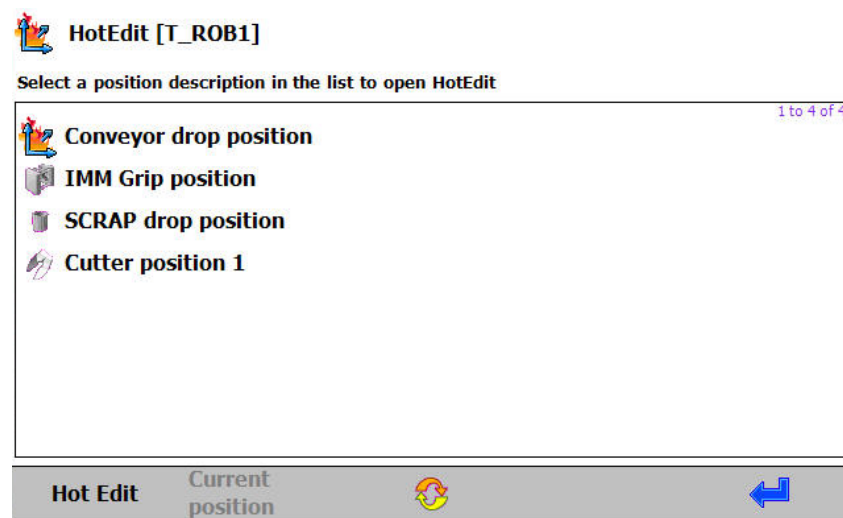 HotEdit [T_ROB1]
Select a position description in the list to open HotEdit
1 to 4 of 4
Conveyor drop position
IMM Grip position
SCRAP drop position
Cutter position 1
Hot Edit
Current
position